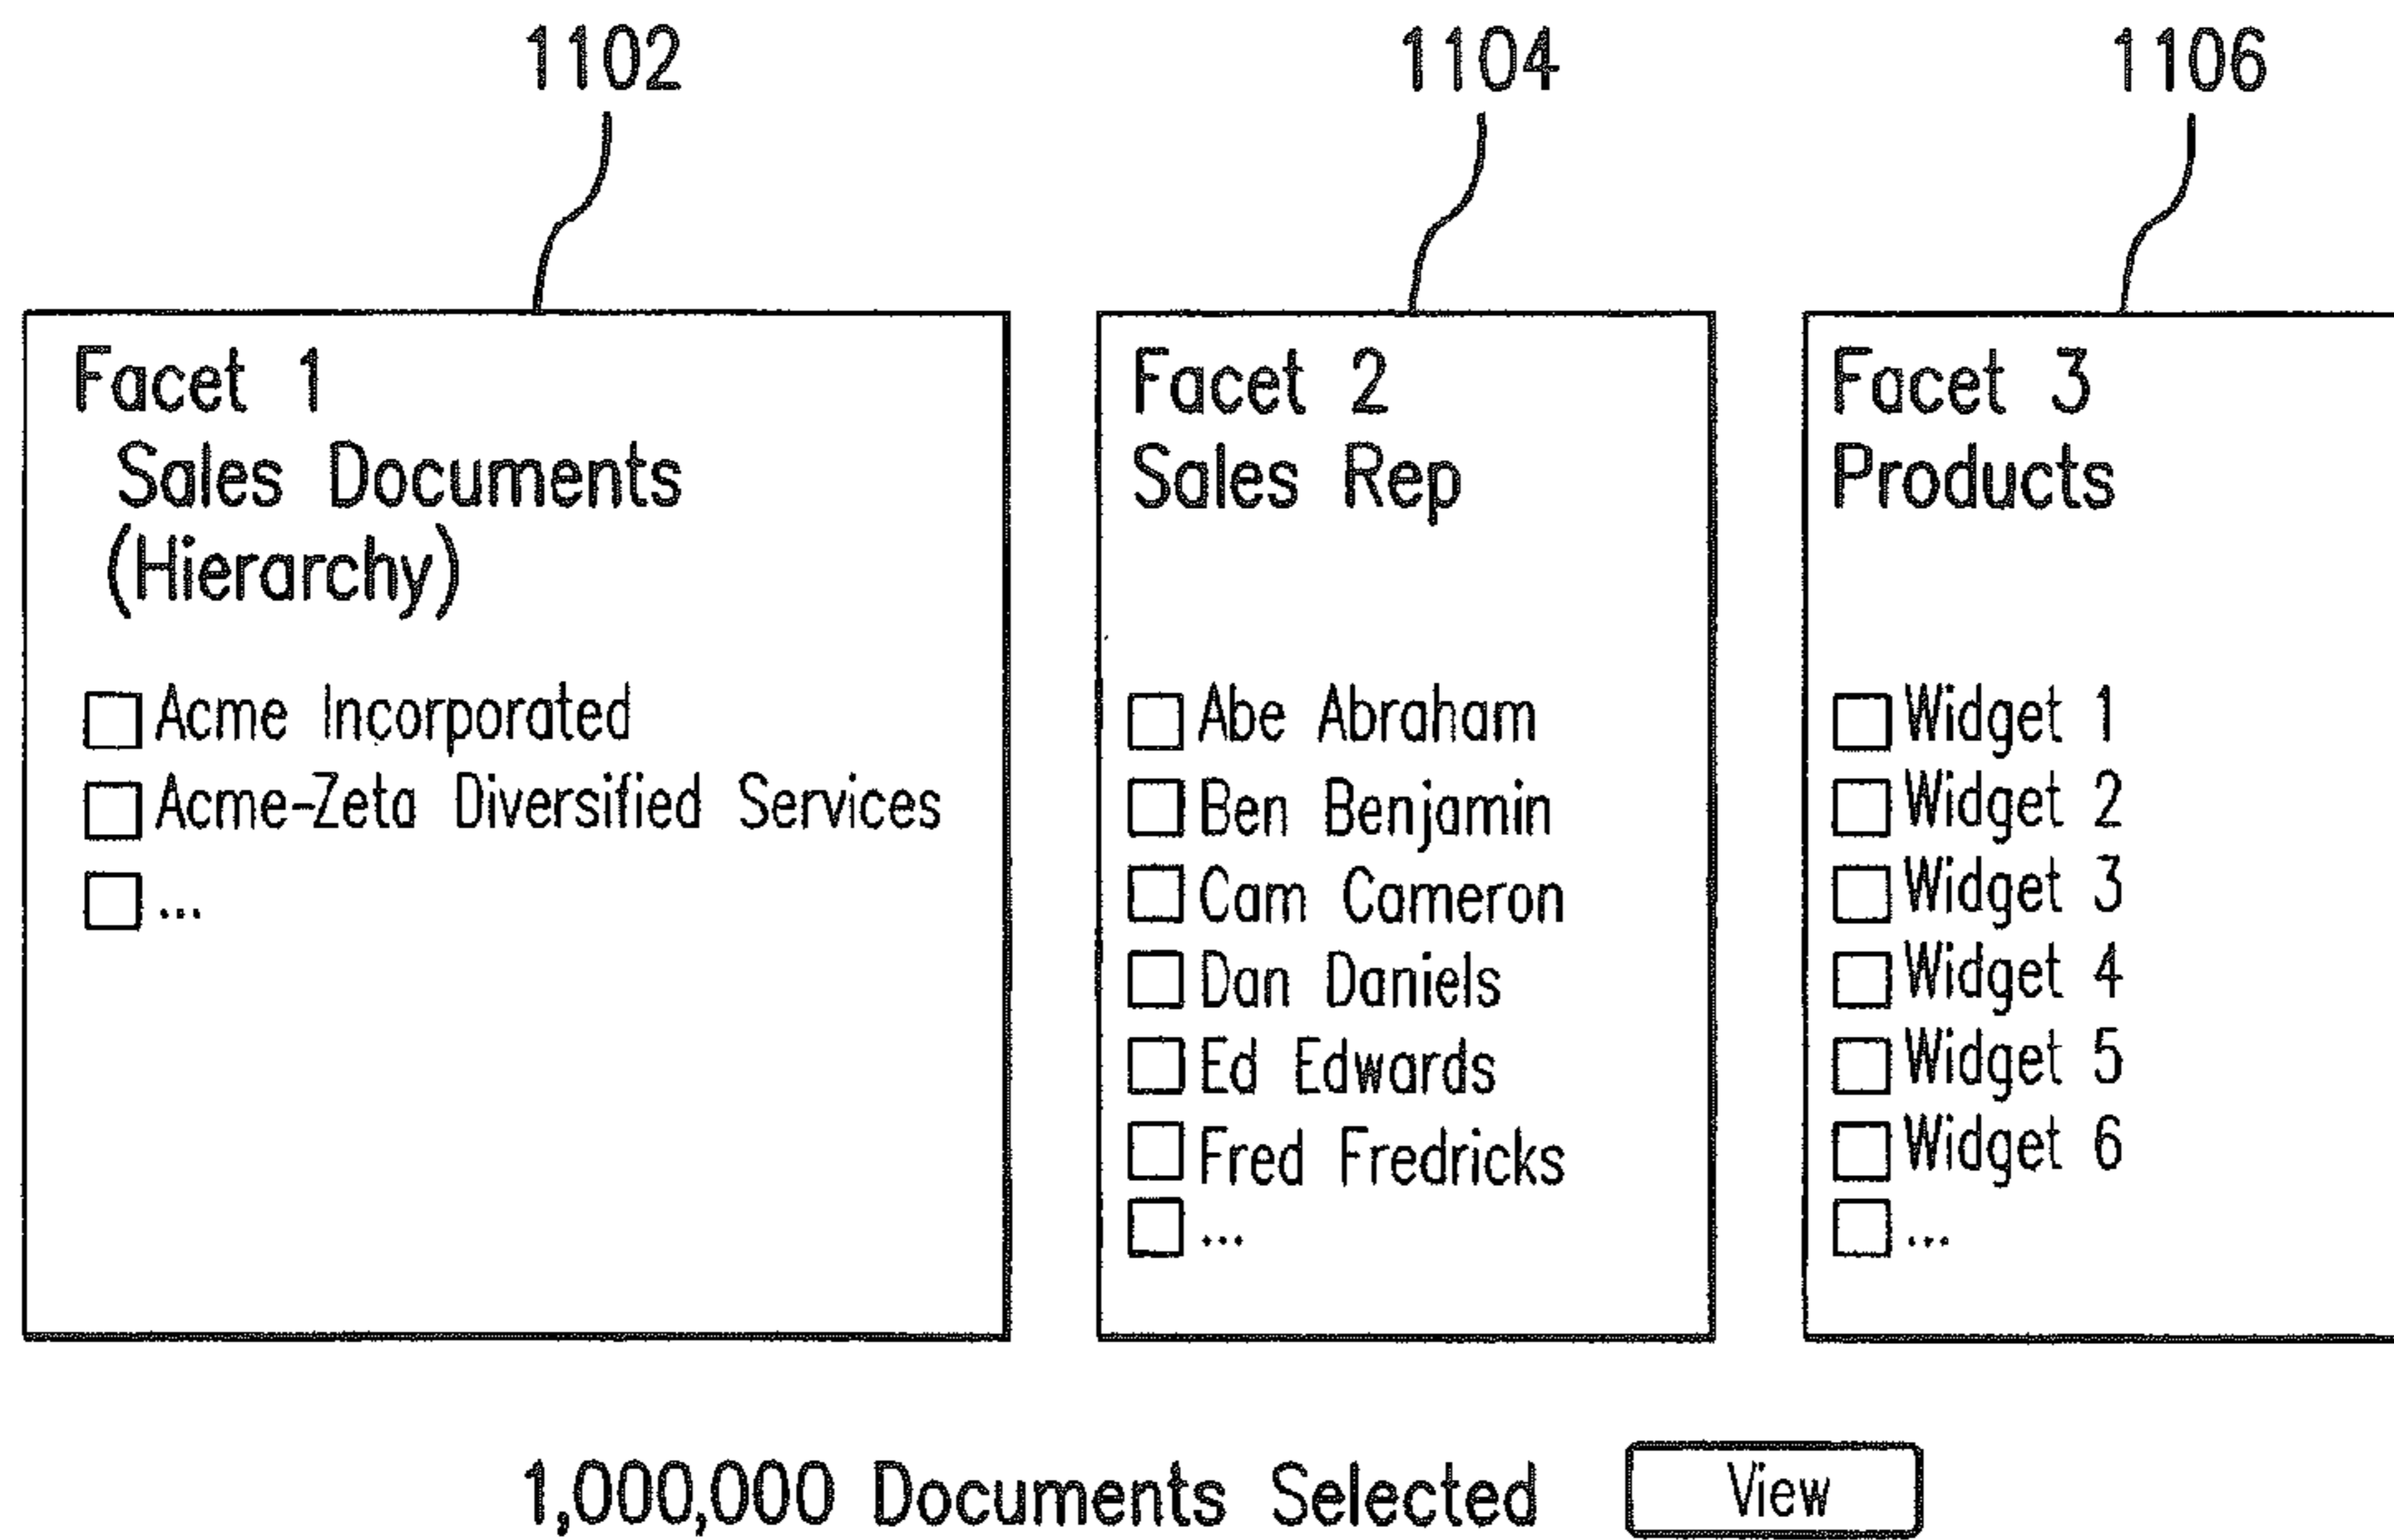 1102
1104
1106
Facet 1
Sales Documents
(Hierarchy)
Acme Incorporated
Acme-Zeta Diversified Services
...
Facet 2
Sales Rep
Abe Abraham
Ben Benjamin
Cam Cameron
Dan Daniels
Ed Edwards
Fred Fredricks
...
Facet 3
Products
Widget 1
Widget 2
Widget 3
Widget 4
Widget 5
Widget 6
...
1,000,000 Documents Selected
View